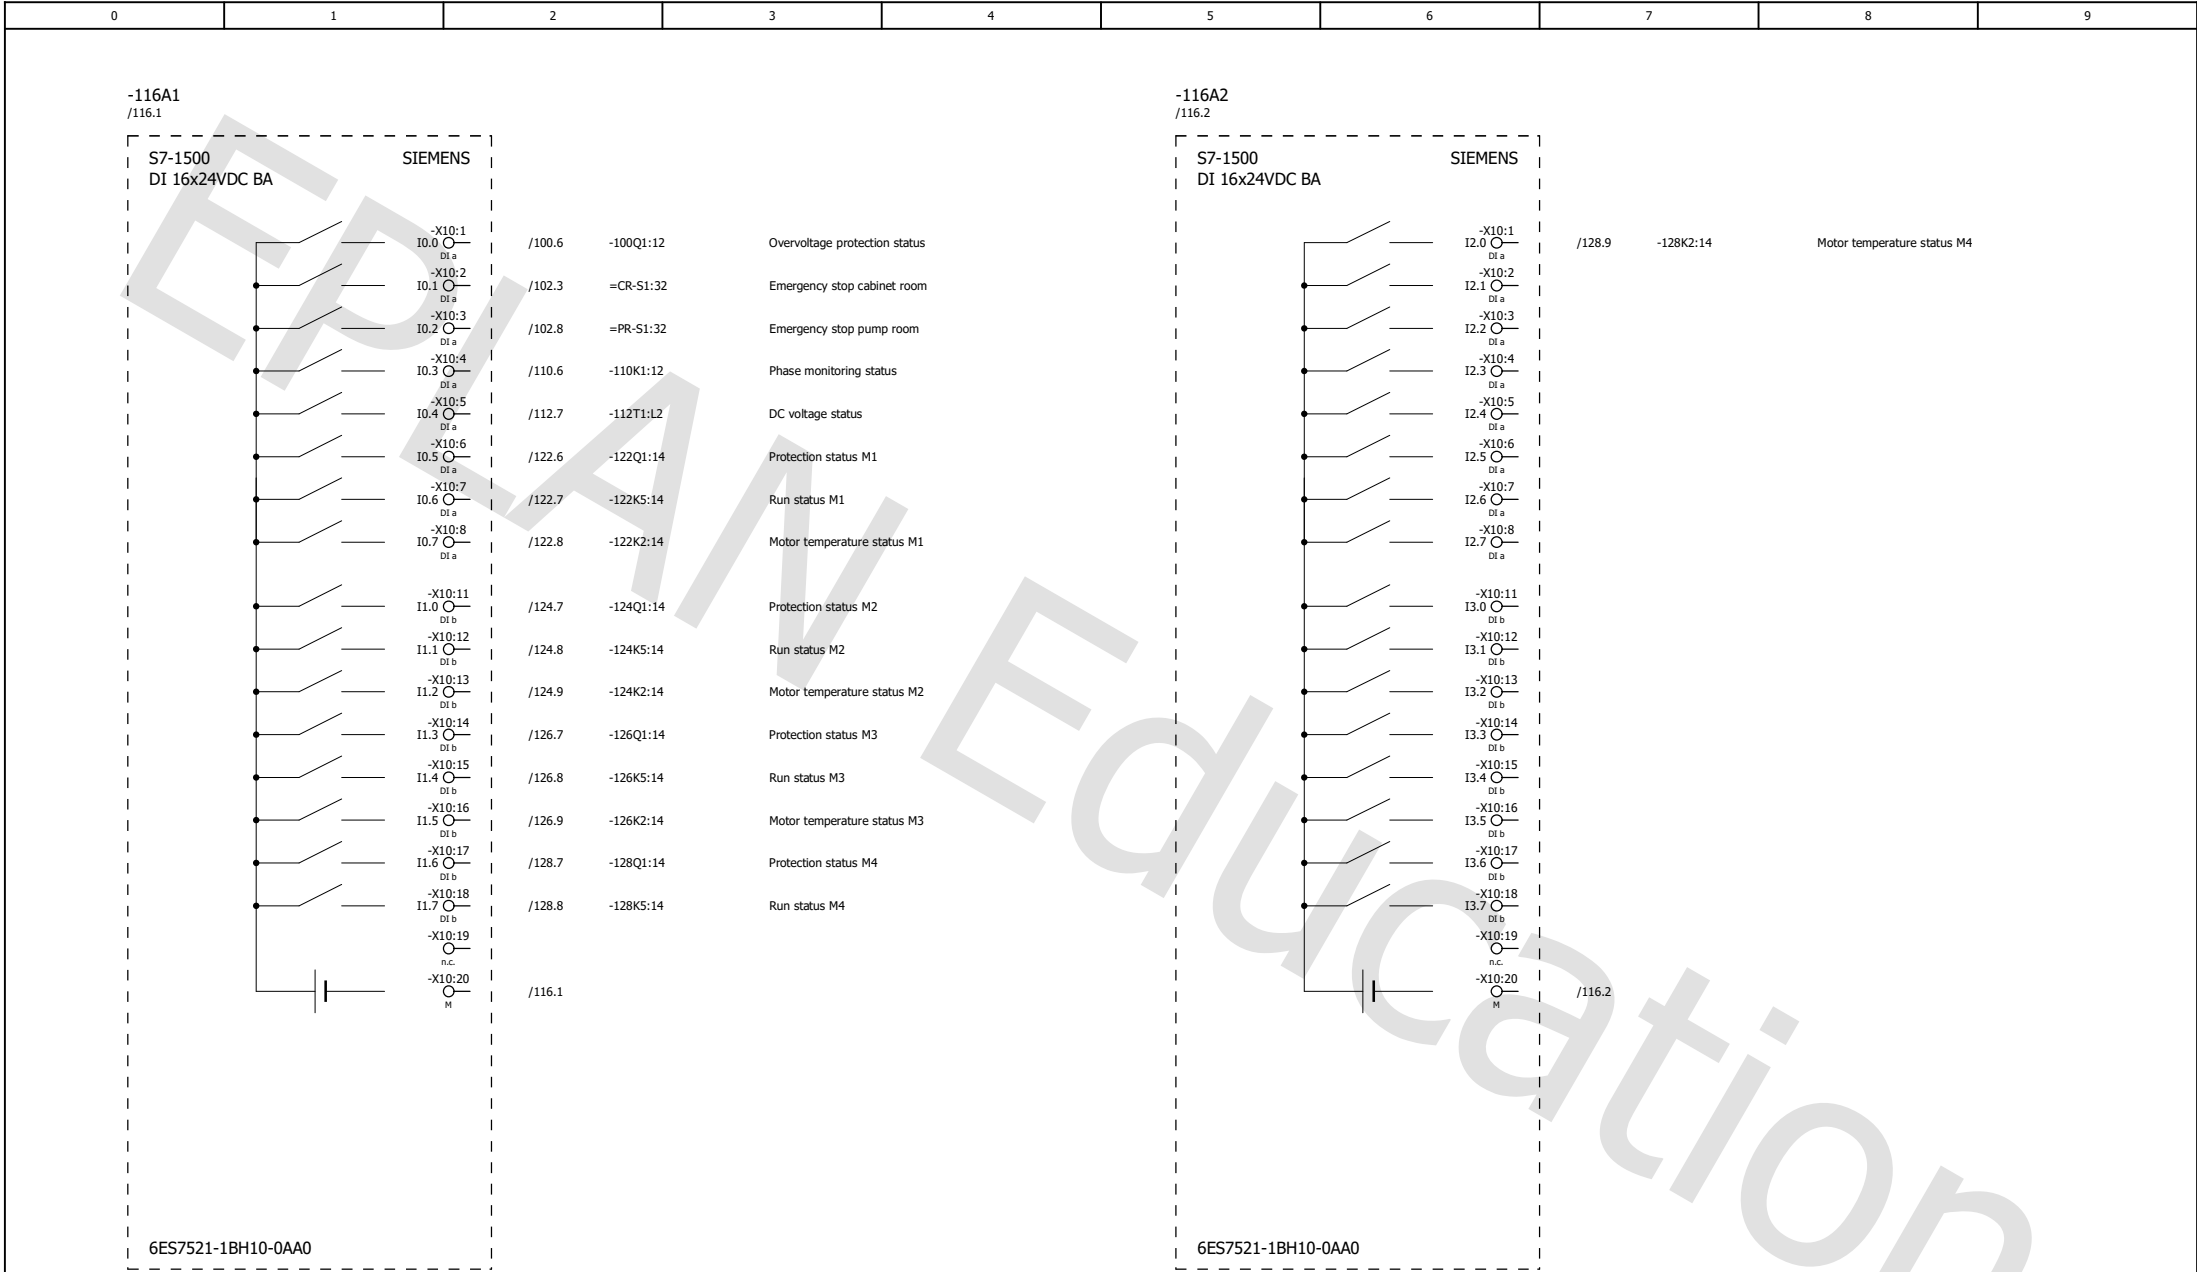 0 1 2 3 4 5 6 7 8 9
-116A1
/116.1
S7-1500 SIEMENS
DI 16x24VDC BA
-X10:1
I0.0 /100.6 -100Q1:12 Overvoltage protection status
DI a
-X10:2
I0.1 /102.3 =CR-S1:32 Emergency stop cabinet room
DI a
-X10:3
I0.2 /102.8 =PR-S1:32 Emergency stop pump room
DI a
-X10:4
I0.3 /110.6 -110K1:12 Phase monitoring status
DI a
-X10:5
I0.4 /112.7 -112T1:L2 DC voltage status
DI a
-X10:6
I0.5 /122.6 -122Q1:14 Protection status M1
DI a
-X10:7
I0.6 /122.7 -122K5:14 Run status M1
DI a
-X10:8
I0.7 /122.8 -122K2:14 Motor temperature status M1
DI a
-X10:11
I1.0 /124.7 -124Q1:14 Protection status M2
DI b
-X10:12
I1.1 /124.8 -124K5:14 Run status M2
DI b
-X10:13
I1.2 /124.9 -124K2:14 Motor temperature status M2
DI b
-X10:14
I1.3 /126.7 -126Q1:14 Protection status M3
DI b
-X10:15
I1.4 /126.8 -126K5:14 Run status M3
DI b
-X10:16
I1.5 /126.9 -126K2:14 Motor temperature status M3
DI b
-X10:17
I1.6 /128.7 -128Q1:14 Protection status M4
DI b
-X10:18
I1.7 /128.8 -128K5:14 Run status M4
DI b
-X10:19
n.c.
-X10:20
/116.1
M
6ES7521-1BH10-0AA0
-116A2
/116.2
S7-1500 SIEMENS
DI 16x24VDC BA
-X10:1
I2.0 /128.9 -128K2:14 Motor temperature status M4
DI a
-X10:2
I2.1
DI a
-X10:3
I2.2
DI a
-X10:4
I2.3
DI a
-X10:5
I2.4
DI a
-X10:6
I2.5
DI a
-X10:7
I2.6
DI a
-X10:8
I2.7
DI a
-X10:11
I3.0
DI b
-X10:12
I3.1
DI b
-X10:13
I3.2
DI b
-X10:14
I3.3
DI b
-X10:15
I3.4
DI b
-X10:16
I3.5
DI b
-X10:17
I3.6
DI b
-X10:18
I3.7
DI b
-X10:19
n.c.
-X10:20
/116.2
M
6ES7521-1BH10-0AA0
EPLAN Education